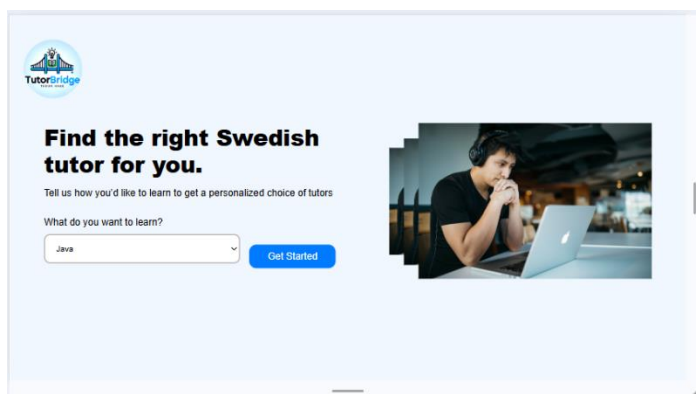 TutorBridge
Find the right Swedish
tutor for you.
Tell us how you'd like to learn to get a personalized choice of tutors
What do you want to learn?
Java
Get Started